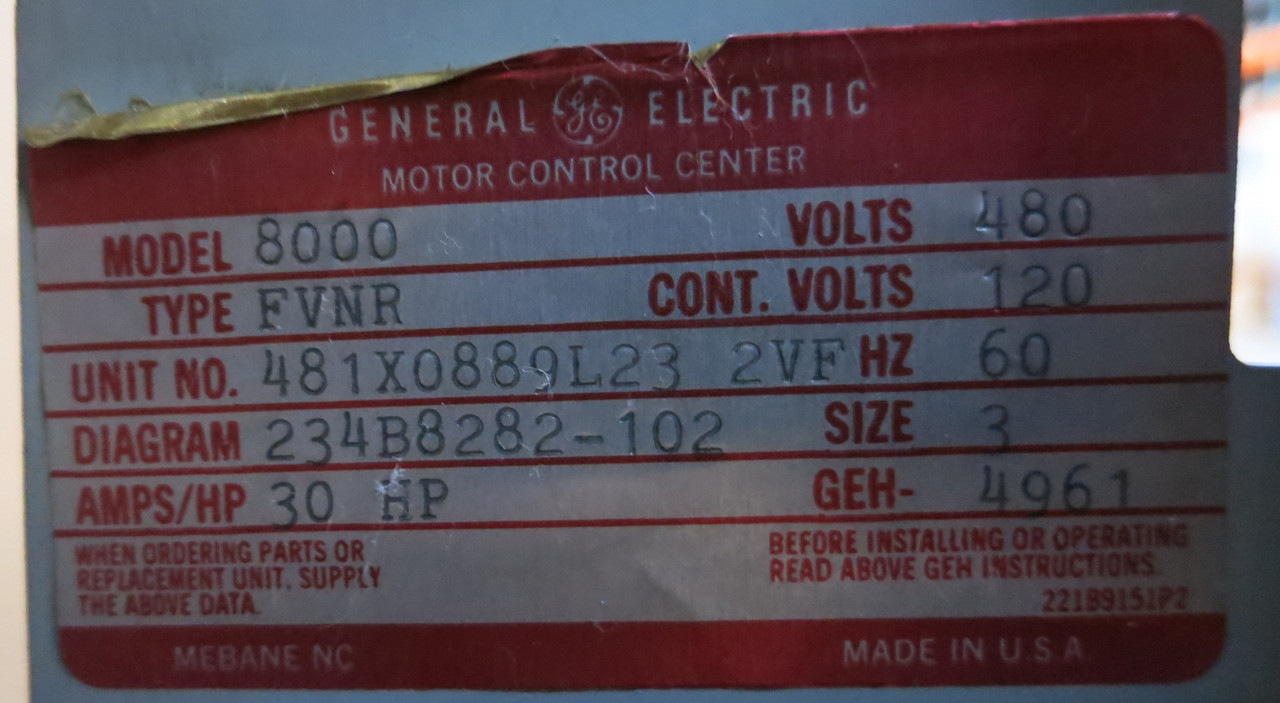 GENERAL GE ELECTRIC
MOTOR CONTROL CENTER
MODEL 8000 VOLTS 480
TYPE FVNR CONT. VOLTS 120
UNIT NO. 481X0889L23 2VF HZ 60
DIAGRAM 234B8282-102 SIZE 3
AMPS/HP 30 HP GEH- 4961
WHEN ORDERING PARTS OR
REPLACEMENT UNIT. SUPPLY
THE ABOVE DATA.
BEFORE INSTALLING OR OPERATING
READ ABOVE GEH INSTRUCTIONS.
221B9151P2
MEBANE NC MADE IN U.S.A